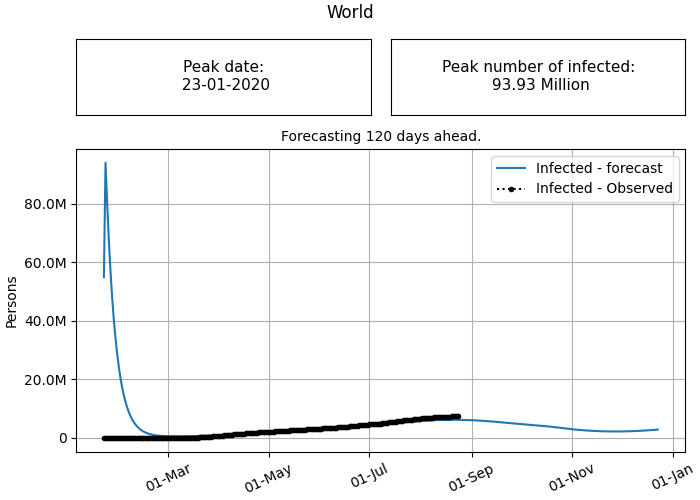 World
Peak date:
23-01-2020
Peak number of infected:
93.93 Million
Forecasting 120 days ahead.
Infected - forecast
Infected - Observed
80.0M
60.0M
40.0M
20.0M
0
Persons
01-Mar
01-May
01-Jul
01-Sep
01-Nov
01-Jan